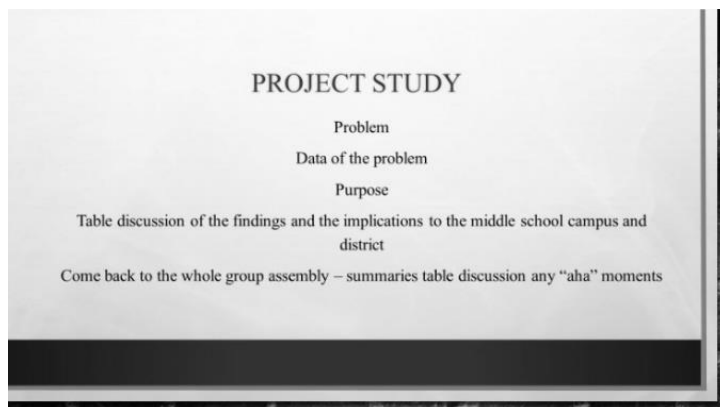 PROJECT STUDY
Problem
Data of the problem
Purpose
Table discussion of the findings and the implications to the middle school campus and
district
Come back to the whole group assembly – summaries table discussion any “aha” moments